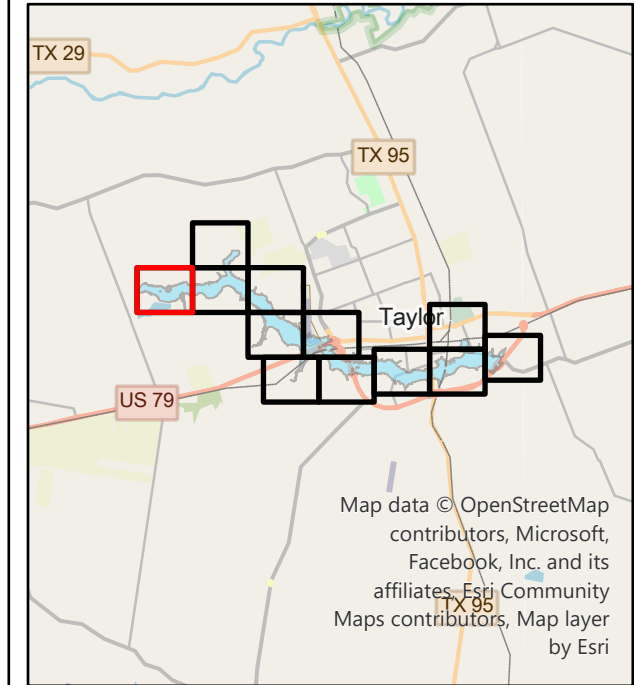 TX 29
TX 95
Taylor
US 79
Map data © OpenStreetMap
contributors, Microsoft,
Facebook, Inc. and its
affiliates, Esri Community
Maps contributors, Map layer
by Esri
TX 95